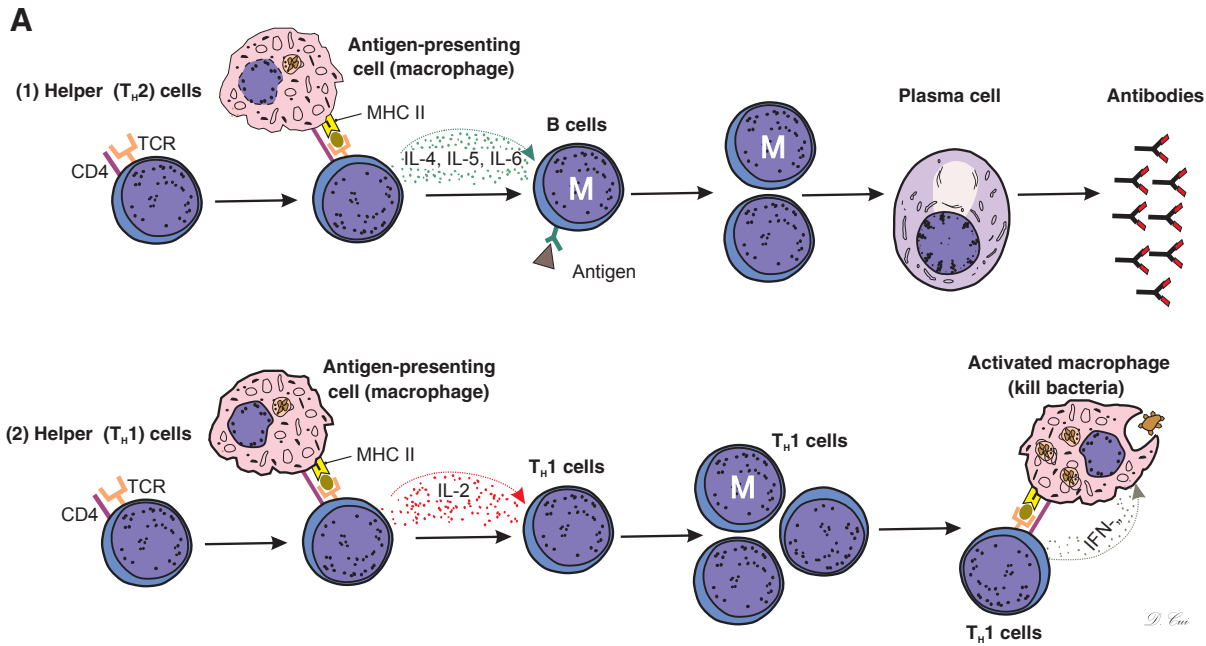 A
Antigen-presenting
cell (macrophage)
(1) Helper (TH2) cells
MHC II
Plasma cell
Antibodies
B cells
TCR
CD4
IL-4, IL-5, IL-6
M
M
Antigen
Antigen-presenting
cell (macrophage)
Activated macrophage
(kill bacteria)
(2) Helper (TH1) cells
MHC II
TH1 cells
TH1 cells
TCR
CD4
IL-2
M
IFN-„
TH1 cells
D. Cui